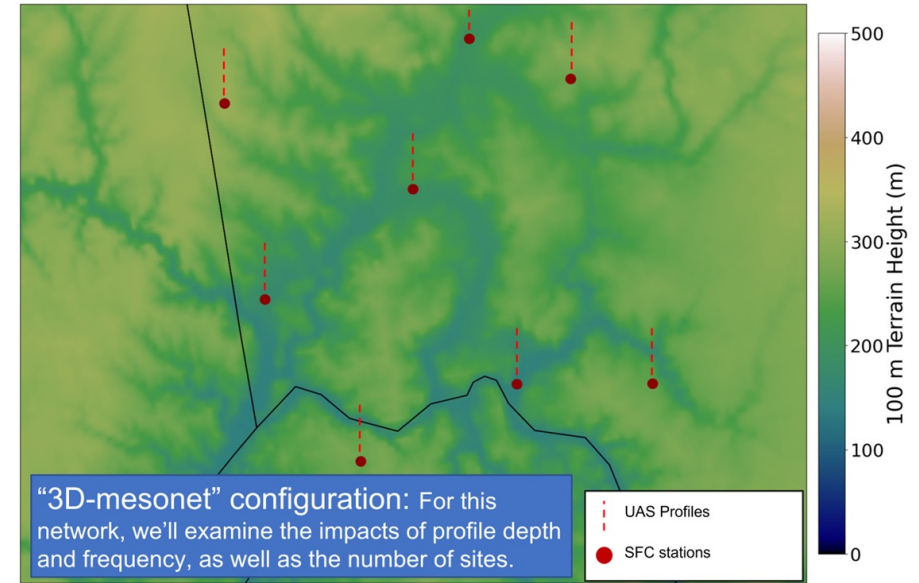 500
400
300
200
100
0
100 m Terrain Height (m)
“3D-mesonet” configuration: For this
network, we’ll examine the impacts of profile depth
and frequency, as well as the number of sites.
UAS Profiles
SFC stations